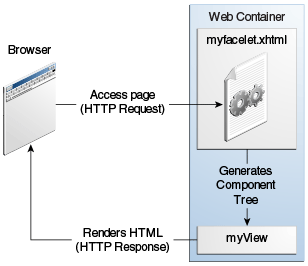 Web Container
Browser
myfacelet.xhtml
Access page
(HTTP Request)
Generates
Component
Tree
Renders HTML
(HTTP Response)
myView